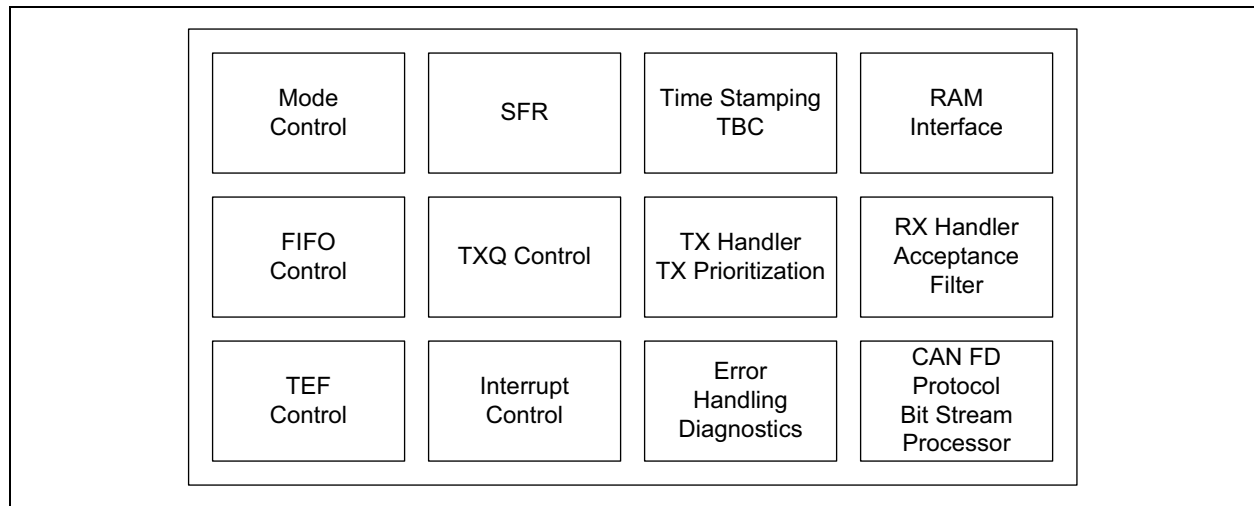 Mode
Control
SFR
Time Stamping
TBC
RAM
Interface
FIFO
Control
TXQ Control
TX Handler
TX Prioritization
RX Handler
Acceptance
Filter
TEF
Control
Interrupt
Control
Error
Handling
Diagnostics
CAN FD
Protocol
Bit Stream
Processor